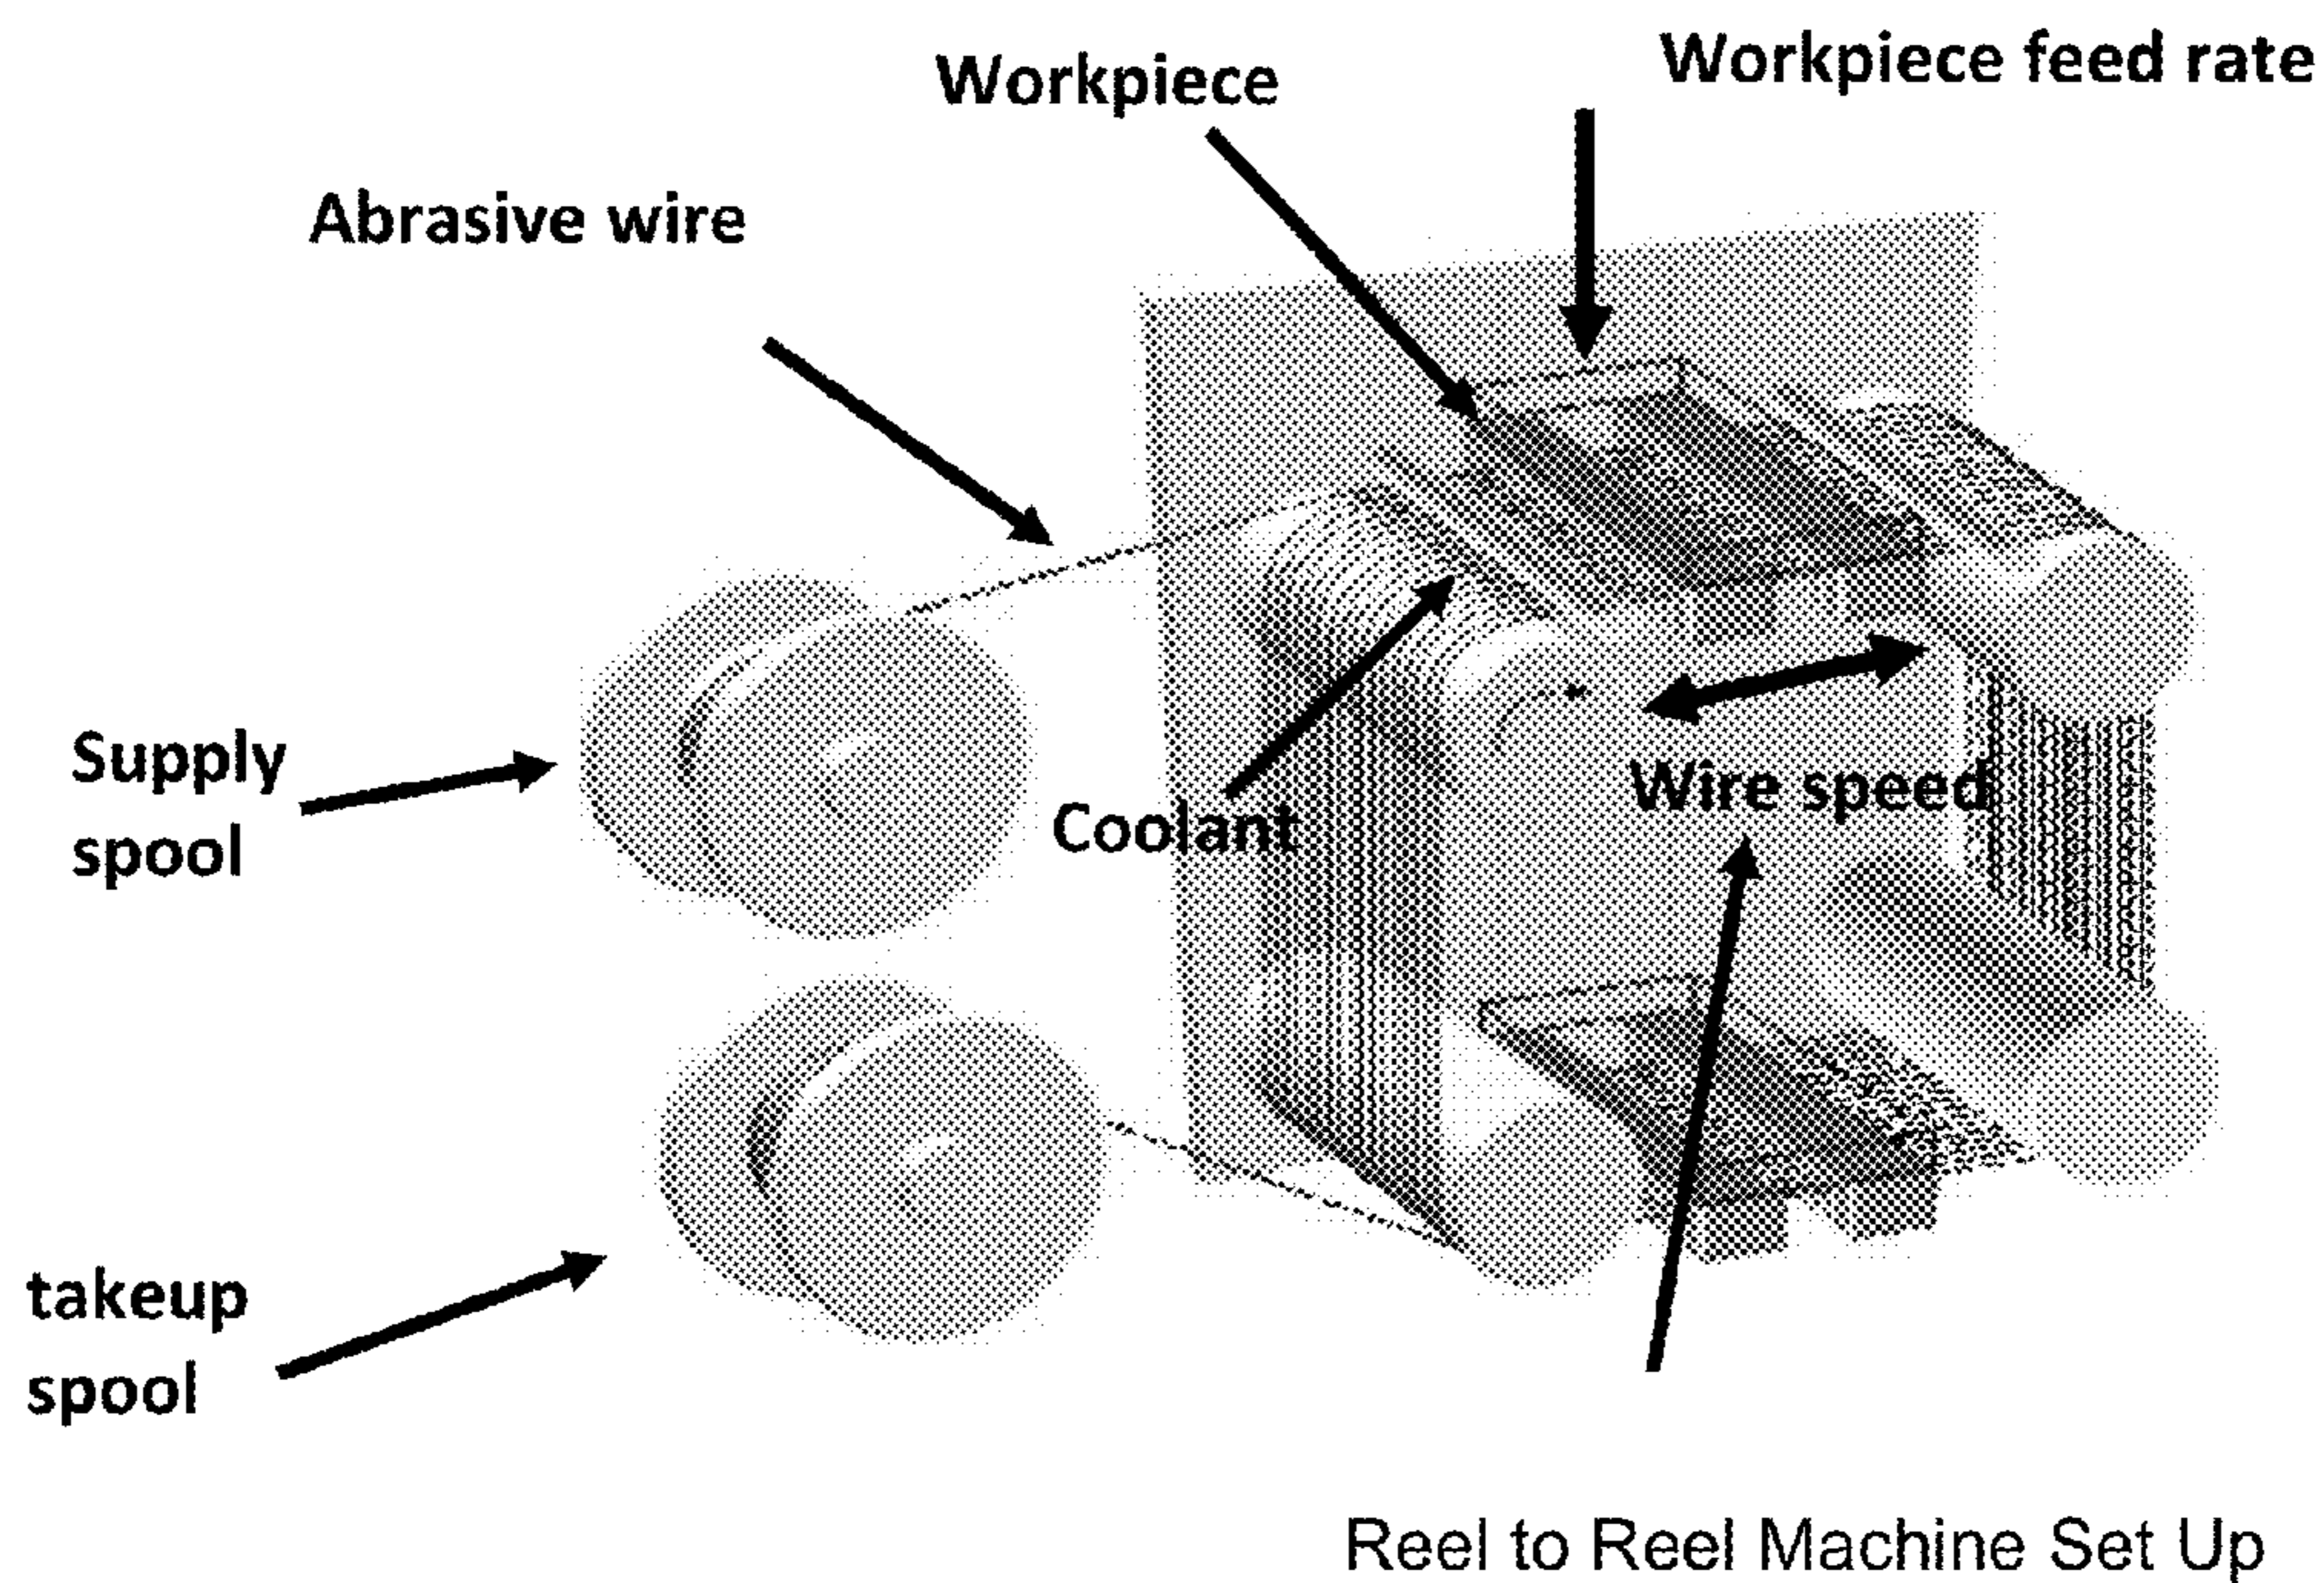 Workpiece feed rate
Workpiece
Abrasive wire
Supply
spool
Coolant
Wire speed
takeup
spool
Reel to Reel Machine Set Up